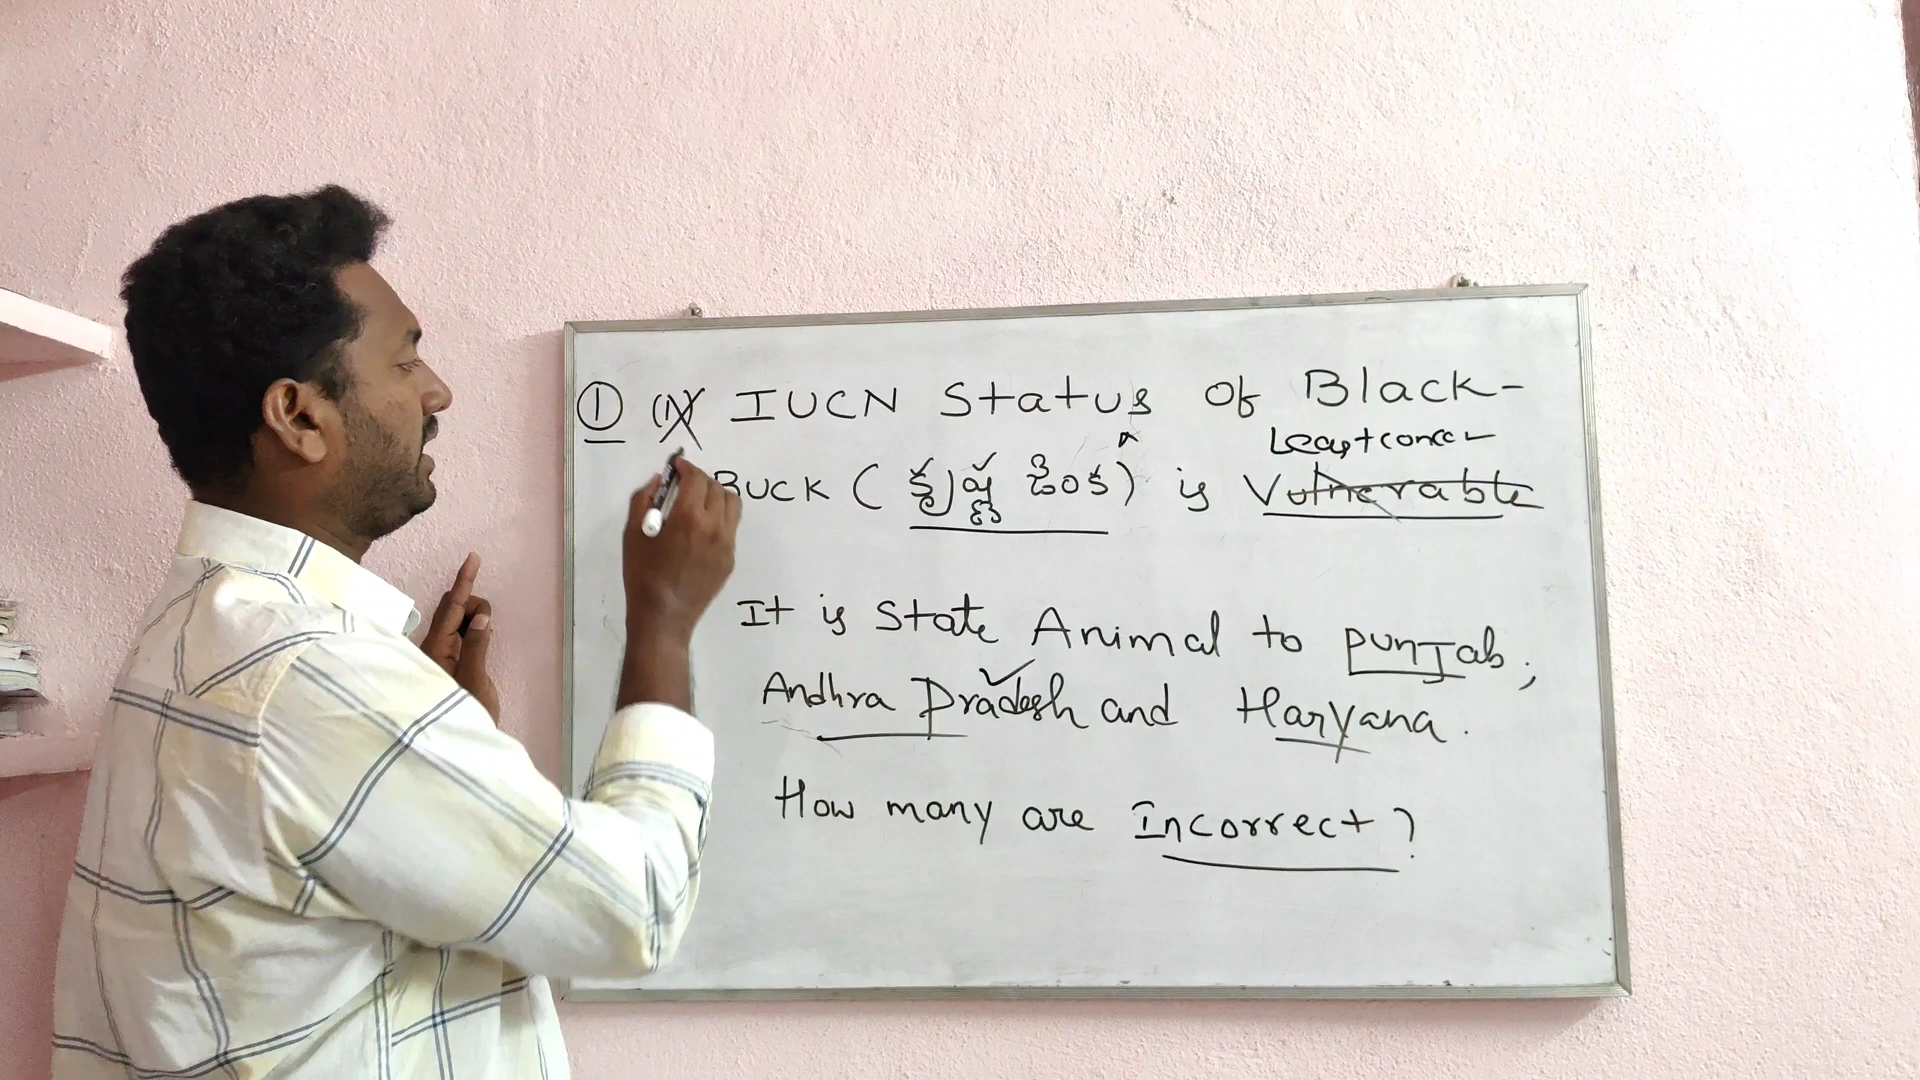 ① (1) IUCN Status of Black-
Least concer
BUCK (కృష్ణ జింక) is Vulnerable
It is State Animal to Punjab,
Andhra Pradesh and Haryana.
How many are Incorrect?